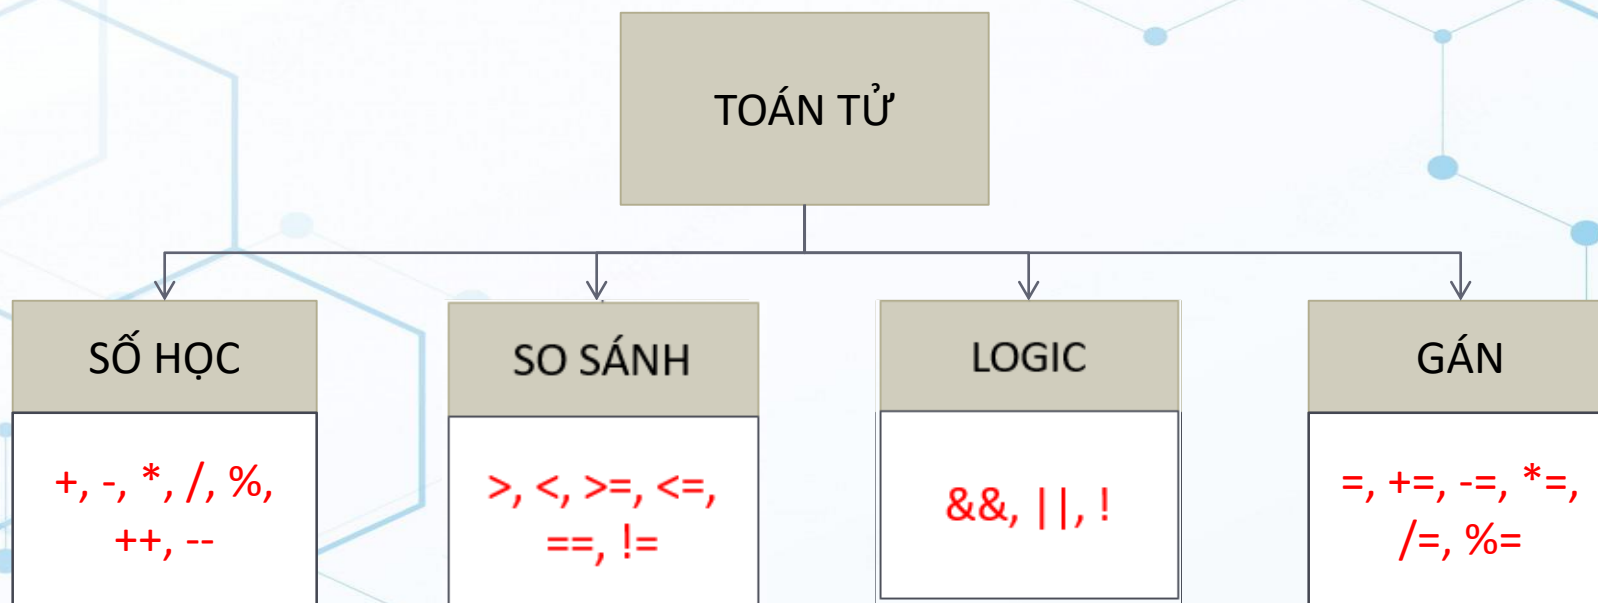 TOÁN TỬ
SỐ HỌC
+, -, *, /, %,
++, --
SO SÁNH
>, <, >=, <=,
==, !=
LOGIC
&&, ||, !
GÁN
=, +=, -=, *=,
/=, %=